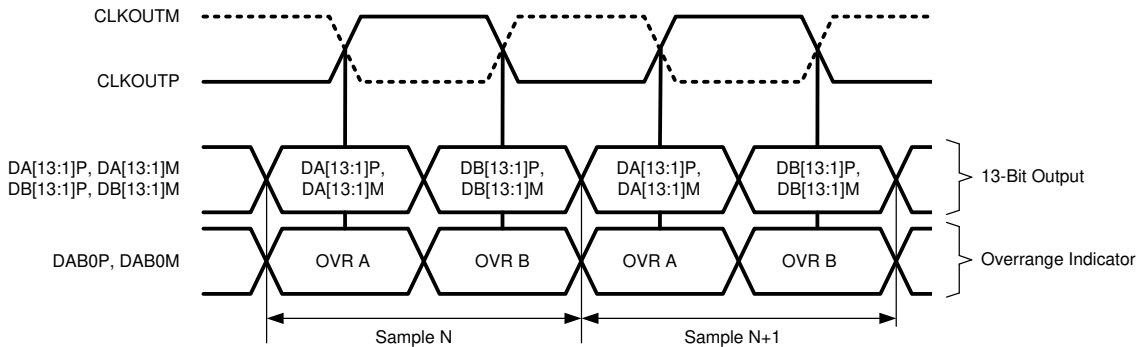 CLKOUTM
CLKOUTP
DA[13:1]P, DA[13:1]M
DB[13:1]P, DB[13:1]M
DA[13:1]P,
DA[13:1]M
DB[13:1]P,
DB[13:1]M
DA[13:1]P,
DA[13:1]M
DB[13:1]P,
DB[13:1]M
13-Bit Output
DAB0P, DAB0M
OVR A
OVR B
OVR A
OVR B
Overrange Indicator
Sample N
Sample N+1